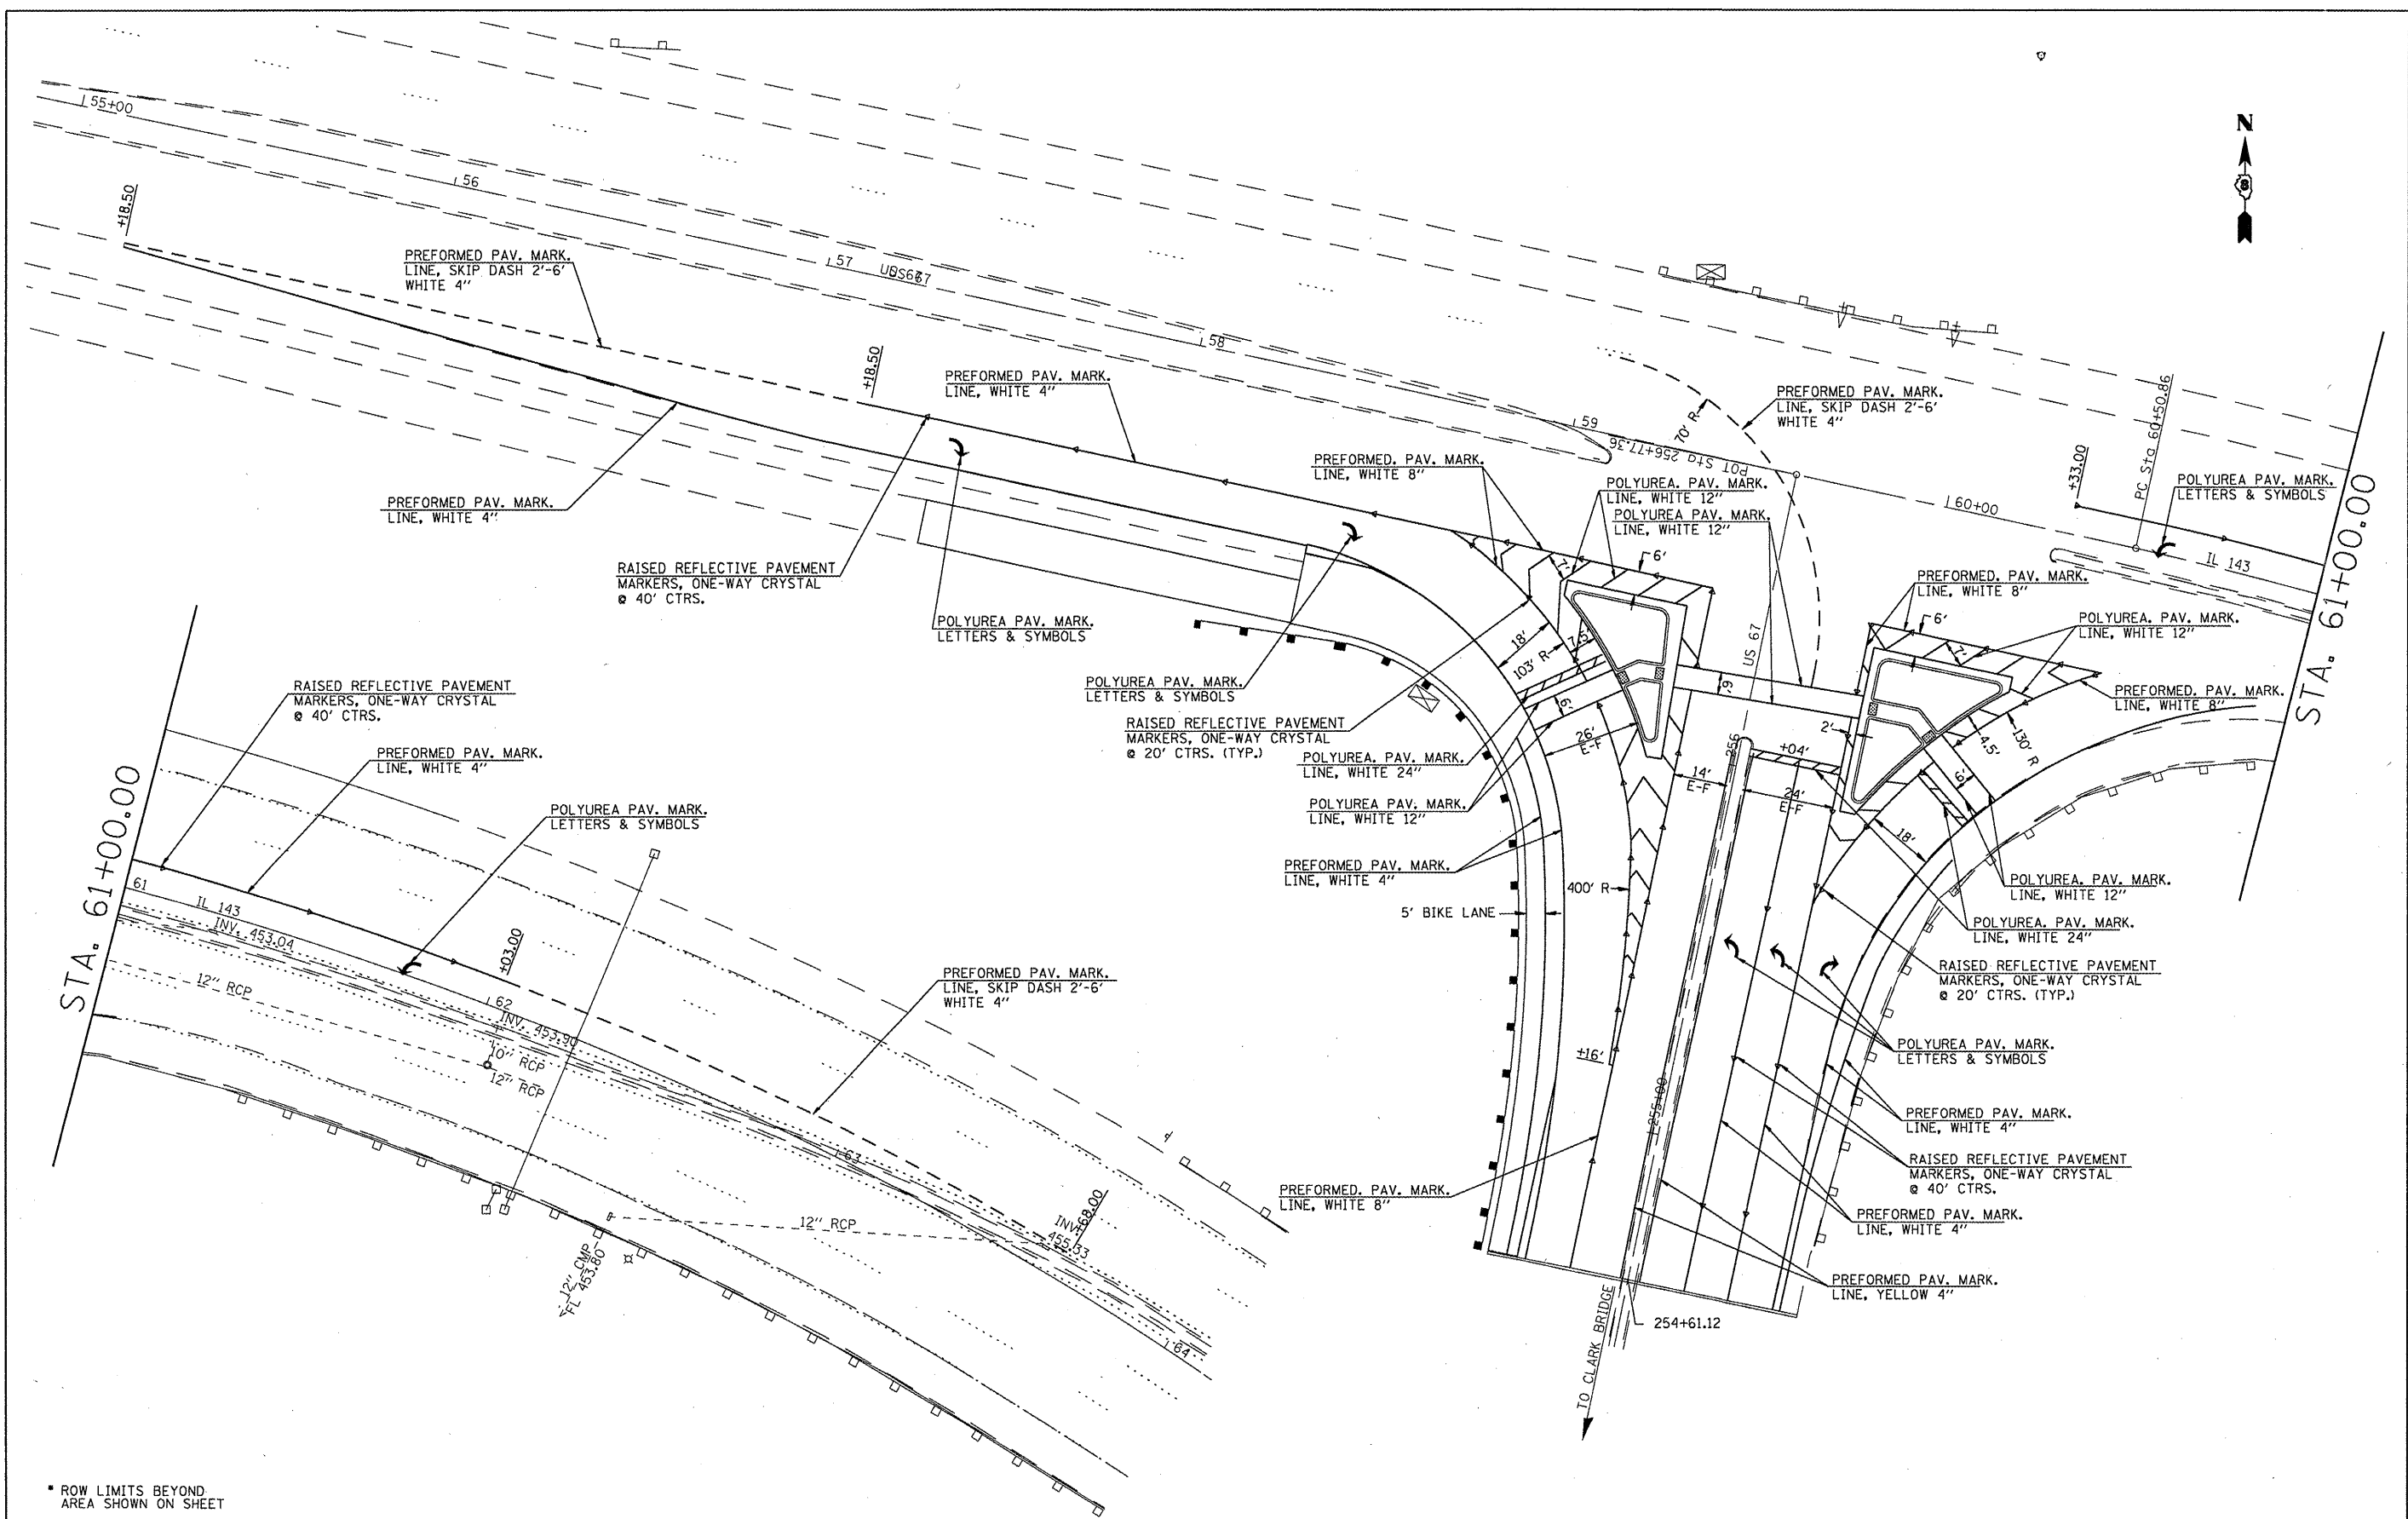 N
8
55+00
+18.50
56
PREFORMED PAV. MARK.
LINE, SKIP DASH 2'-6'
WHITE 4"
57
58
+18.50
PREFORMED PAV. MARK.
LINE, WHITE 4"
59
POT Sta 256+77.36
70' R
PREFORMED PAV. MARK.
LINE, SKIP DASH 2'-6'
WHITE 4"
PC Sta 60+50.86
+33.00
60+00
IL 143
POLYUREA PAV. MARK.
LETTERS & SYMBOLS
STA. 61+00.00
PREFORMED PAV. MARK.
LINE, WHITE 4"
RAISED REFLECTIVE PAVEMENT
MARKERS, ONE-WAY CRYSTAL
@ 40' CTRS.
POLYUREA PAV. MARK.
LETTERS & SYMBOLS
POLYUREA PAV. MARK.
LETTERS & SYMBOLS
PREFORMED. PAV. MARK.
LINE, WHITE 8"
POLYUREA. PAV. MARK.
LINE, WHITE 12"
POLYUREA PAV. MARK.
LINE, WHITE 12"
6'
7'
18'
7.5'
103' R
6'
26'
E-F
RAISED REFLECTIVE PAVEMENT
MARKERS, ONE-WAY CRYSTAL
@ 20' CTRS. (TYP.)
POLYUREA. PAV. MARK.
LINE, WHITE 24"
POLYUREA PAV. MARK.
LINE, WHITE 12"
PREFORMED PAV. MARK.
LINE, WHITE 4"
400' R
5' BIKE LANE
+16'
PREFORMED. PAV. MARK.
LINE, WHITE 8"
US 67
9'
256
+04'
14'
E-F
24'
E-F
2'
PREFORMED. PAV. MARK.
LINE, WHITE 8"
6'
7'
POLYUREA. PAV. MARK.
LINE, WHITE 12"
PREFORMED. PAV. MARK.
LINE, WHITE 8"
130' R
4.5'
6'
18'
POLYUREA. PAV. MARK.
LINE, WHITE 12"
POLYUREA. PAV. MARK.
LINE, WHITE 24"
RAISED REFLECTIVE PAVEMENT
MARKERS, ONE-WAY CRYSTAL
@ 20' CTRS. (TYP.)
POLYUREA PAV. MARK.
LETTERS & SYMBOLS
PREFORMED PAV. MARK.
LINE, WHITE 4"
RAISED REFLECTIVE PAVEMENT
MARKERS, ONE-WAY CRYSTAL
@ 40' CTRS.
PREFORMED PAV. MARK.
LINE, WHITE 4"
PREFORMED PAV. MARK.
LINE, YELLOW 4"
255+00
254+61.12
TO CLARK BRIDGE
STA. 61+00.00
RAISED REFLECTIVE PAVEMENT
MARKERS, ONE-WAY CRYSTAL
@ 40' CTRS.
PREFORMED PAV. MARK.
LINE, WHITE 4"
POLYUREA PAV. MARK.
LETTERS & SYMBOLS
61
IL 143
INV. 453.04
12" RCP
+03.00
62
INV. 453.90
10" RCP
12" RCP
PREFORMED PAV. MARK.
LINE, SKIP DASH 2'-6'
WHITE 4"
63
12" RCP
INV.
455.33
+68.00
64
12" CMP
FL 453.80
* ROW LIMITS BEYOND
AREA SHOWN ON SHEET